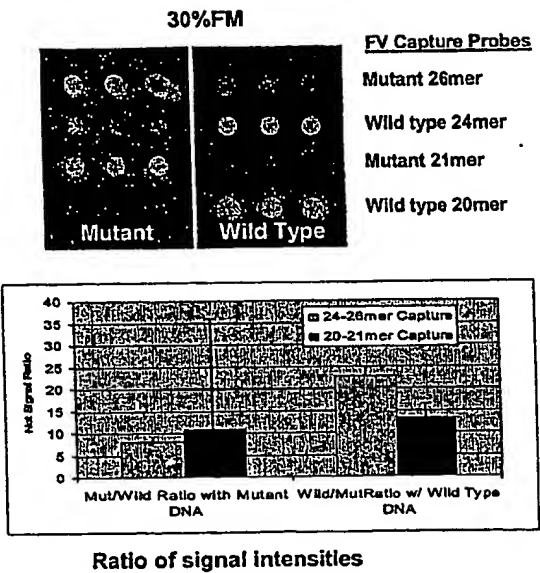 30%FM
FV Capture Probes
Mutant 26mer
Wild type 24mer
Mutant 21mer
Wild type 20mer
Mutant
Wild Type
40
35
30
25
20
15
10
5
0
Net Signal Ratio
24-26mer Capture
20-21mer Capture
Mut/Wild Ratio with Mutant DNA
Wild/MutRatio w/ Wild Type DNA
Ratio of signal intensities